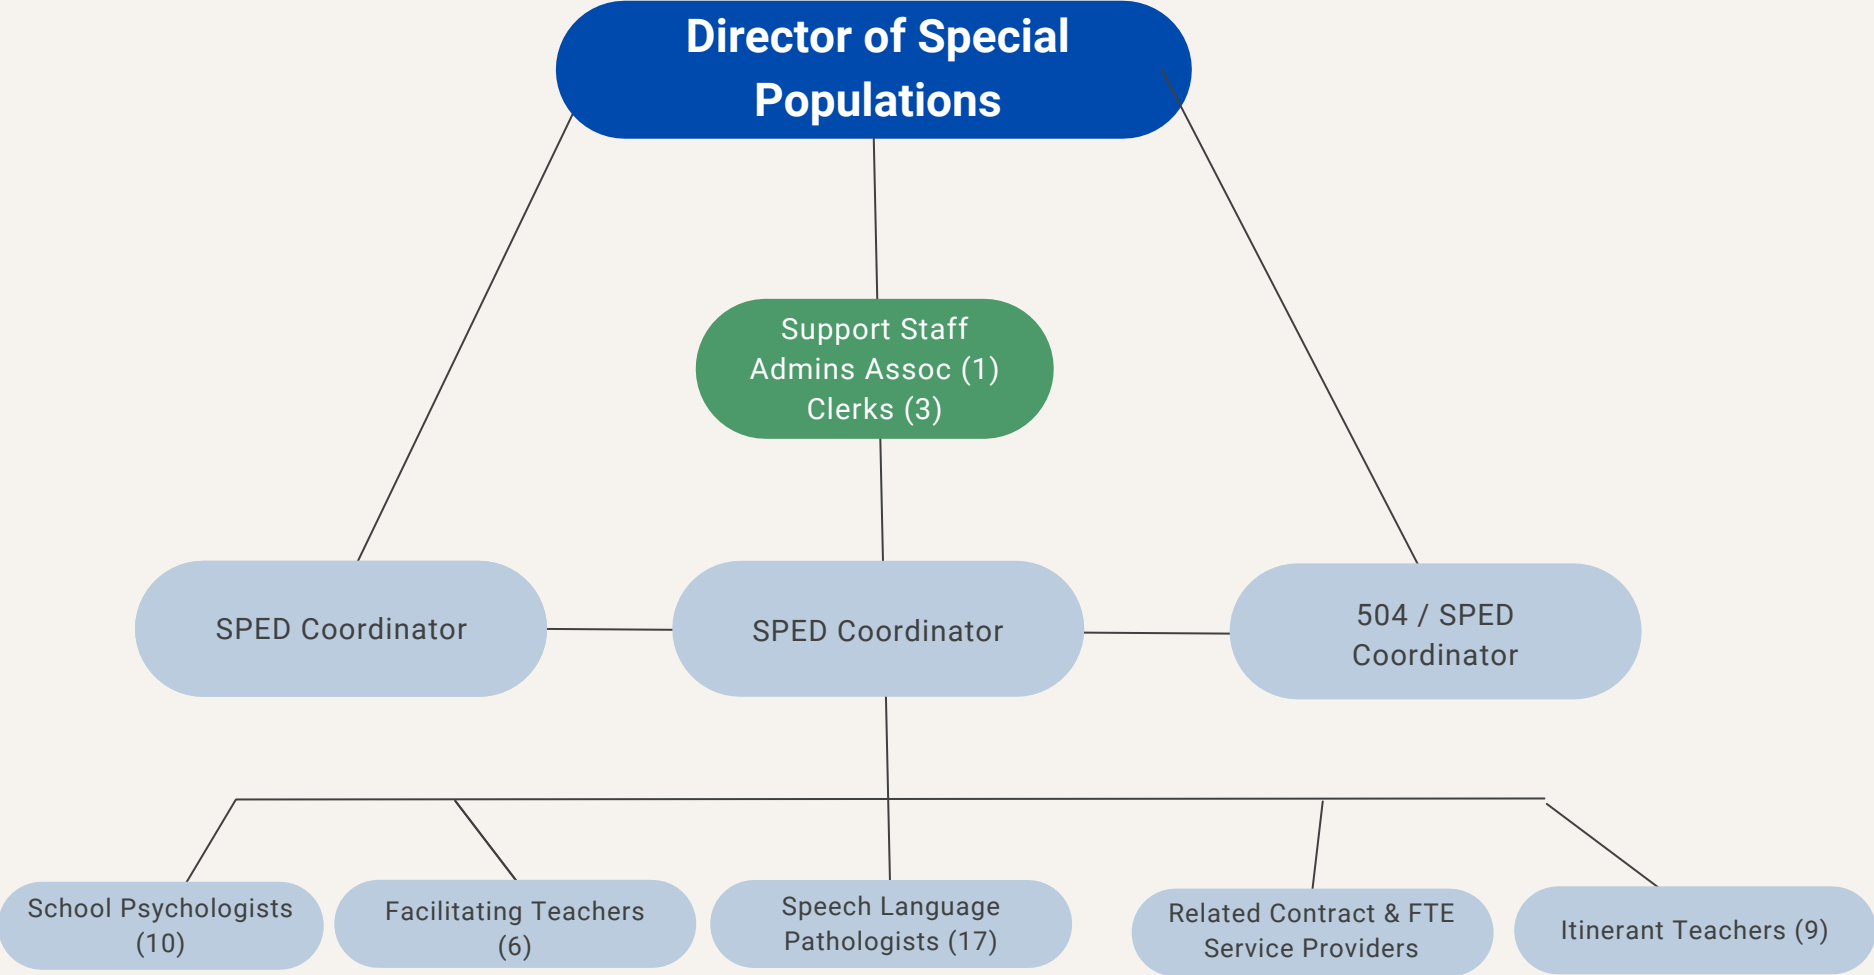 Director of Special
Populations
Support Staff
Admins Assoc (1)
Clerks (3)
SPED Coordinator
SPED Coordinator
504 / SPED
Coordinator
School Psychologists
(10)
Facilitating Teachers
(6)
Speech Language
Pathologists (17)
Related Contract & FTE
Service Providers
Itinerant Teachers (9)